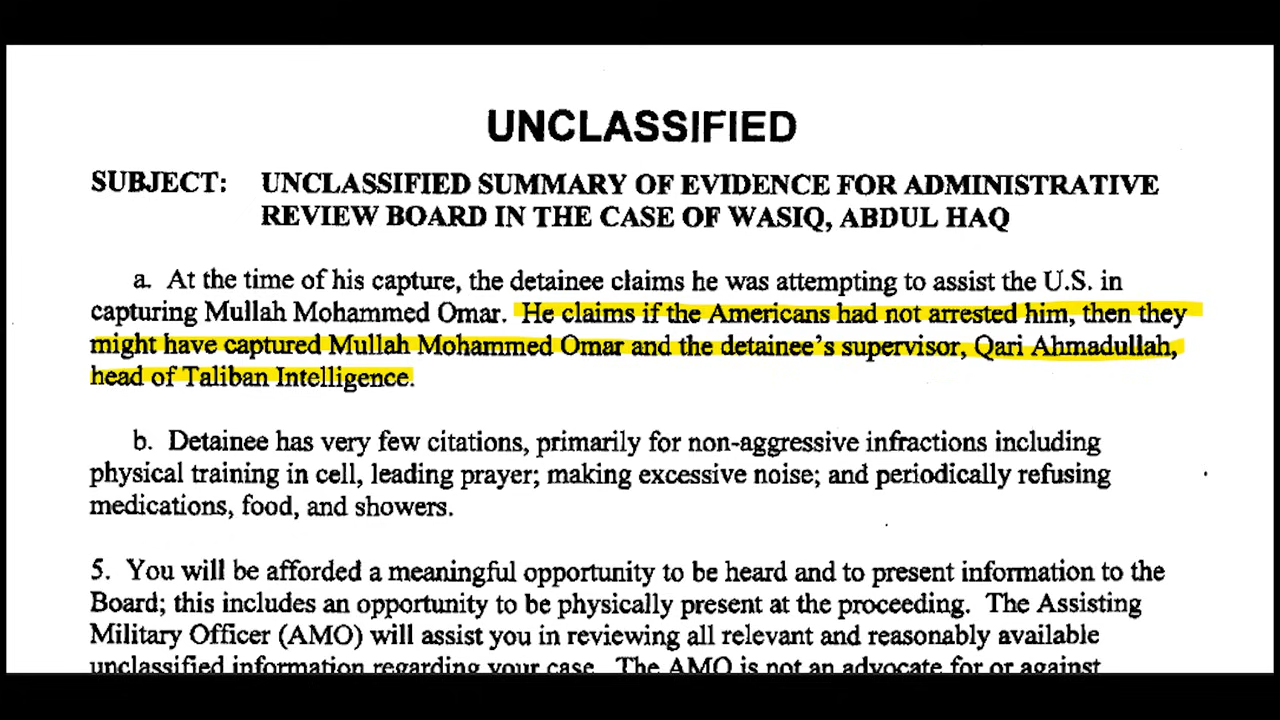 UNCLASSIFIED
SUBJECT: UNCLASSIFIED SUMMARY OF EVIDENCE FOR ADMINISTRATIVE
REVIEW BOARD IN THE CASE OF WASIQ, ABDUL HAQ
a. At the time of his capture, the detainee claims he was attempting to assist the U.S. in
capturing Mullah Mohammed Omar. He claims if the Americans had not arrested him, then they
might have captured Mullah Mohammed Omar and the detainee's supervisor, Qari Ahmadullah,
head of Taliban Intelligence.
b. Detainee has very few citations, primarily for non-aggressive infractions including
physical training in cell, leading prayer; making excessive noise; and periodically refusing
medications, food, and showers.
5. You will be afforded a meaningful opportunity to be heard and to present information to the
Board; this includes an opportunity to be physically present at the proceeding. The Assisting
Military Officer (AMO) will assist you in reviewing all relevant and reasonably available
unclassified information regarding your case. The AMO is not an advocate for or against